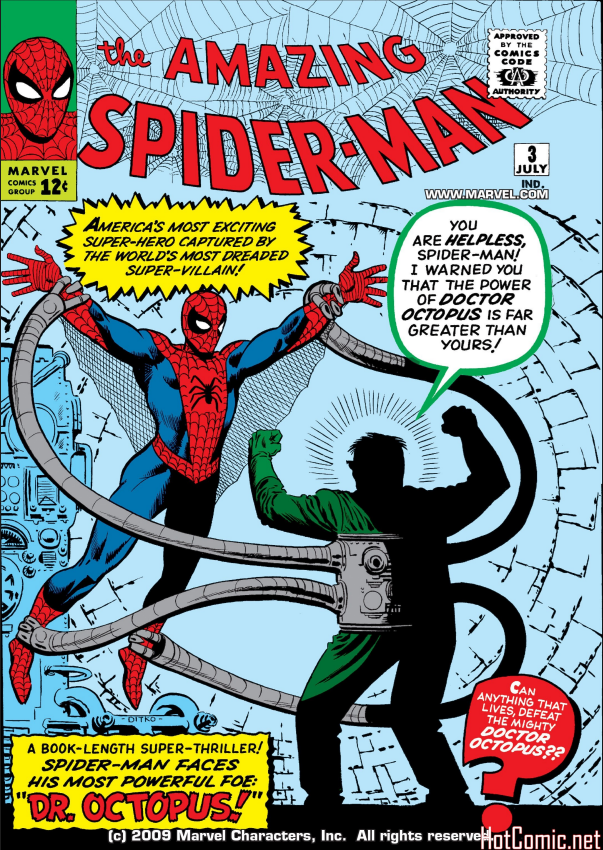 the AMAZING
SPIDER-MAN
APPROVED
BY THE
COMICS
CODE
CA
AUTHORITY
MARVEL
COMICS
GROUP 12¢
3
JULY
IND.
WWW.MARVEL.COM
AMERICA'S MOST EXCITING
SUPER-HERO CAPTURED BY
THE WORLD'S MOST DREADED
SUPER-VILLAIN!
YOU
ARE HELPLESS,
SPIDER-MAN!
I WARNED YOU
THAT THE POWER
OF DOCTOR
OCTOPUS IS FAR
GREATER THAN
YOURS!
CAN
ANYTHING THAT
LIVES, DEFEAT
THE MIGHTY
DOCTOR
OCTOPUS??
-DITKO-
A BOOK-LENGTH SUPER-THRILLER!
SPIDER-MAN FACES
HIS MOST POWERFUL FOE:
"DR. OCTOPUS!"
(c) 2009 Marvel Characters, Inc. All rights reserved
HotComic.net